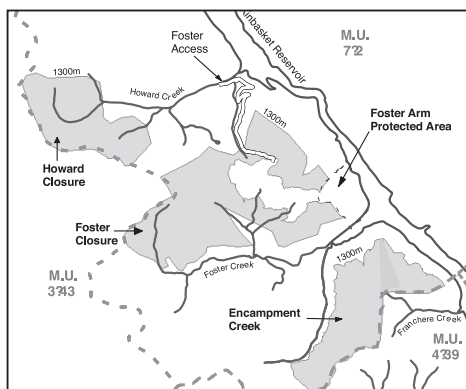 M.U.
7?2
Kinbasket Reservoir
Foster
Access
1300m
Howard Creek
1300m
Foster Arm
Protected Area
Howard
Closure
Foster
Closure
1300m
M.U.
3?43
Foster Creek
Encampment
Creek
Franchere Creek
M.U.
4?39